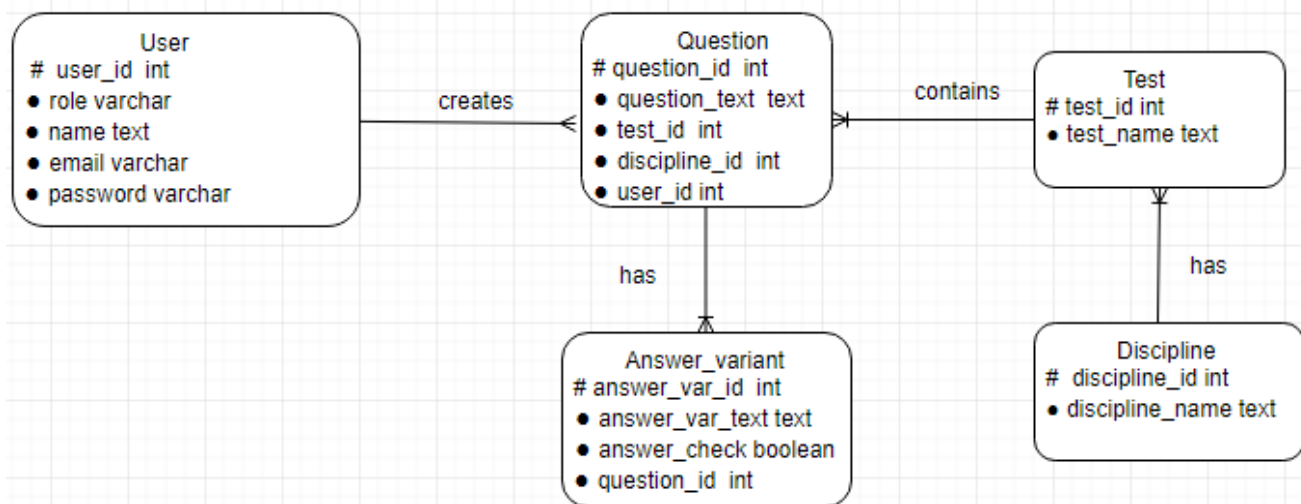 User
# user_id int
● role varchar
● name text
● email varchar
● password varchar
creates
Question
# question_id int
● question_text text
● test_id int
● discipline_id int
● user_id int
contains
Test
# test_id int
● test_name text
has
Answer_variant
# answer_var_id int
● answer_var_text text
● answer_check boolean
● question_id int
has
Discipline
# discipline_id int
● discipline_name text